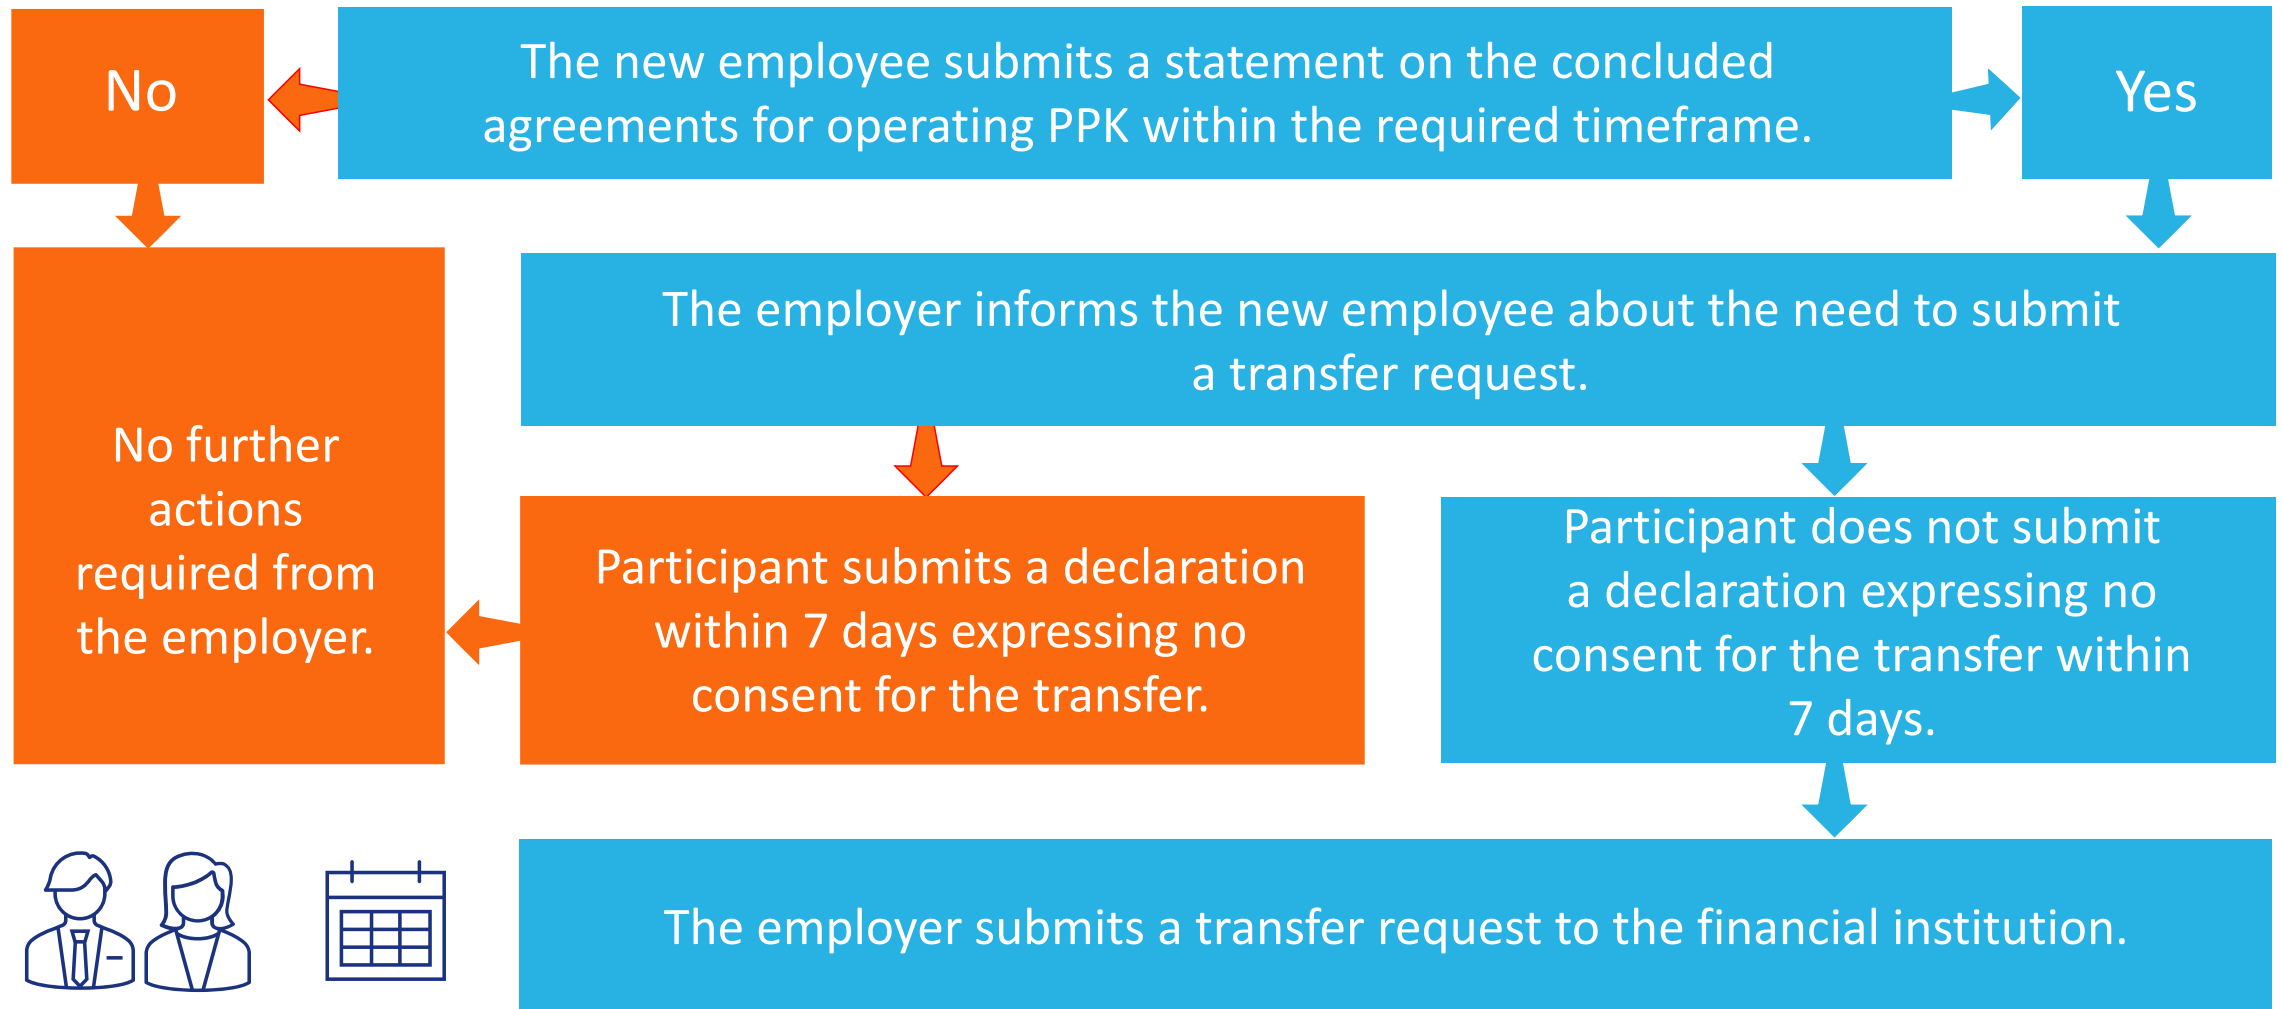 No
The new employee submits a statement on the concluded
agreements for operating PPK within the required timeframe.
Yes
The employer informs the new employee about the need to submit
a transfer request.
No further
actions
required from
the employer.
Participant submits a declaration
within 7 days expressing no
consent for the transfer.
Participant does not submit
a declaration expressing no
consent for the transfer within
7 days.
The employer submits a transfer request to the financial institution.